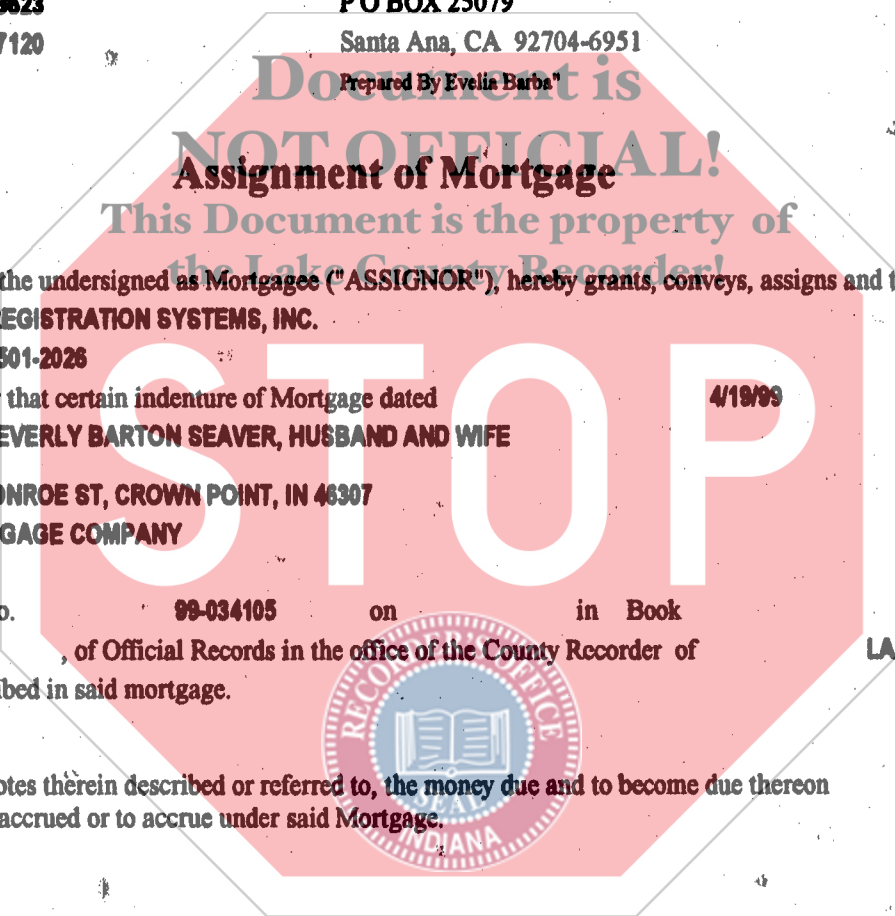 3623 P O BOX 25079
7120 Santa Ana, CA 92704-6951
Document is
Prepared By Evelia Barba"
NOT OFFICIAL!
Assignment of Mortgage
This Document is the property of
the Lake County Recorder!
the undersigned as Mortgagee ("ASSIGNOR"), hereby grants, conveys, assigns and t
EGISTRATION SYSTEMS, INC.
501-2026
that certain indenture of Mortgage dated 4/19/99
EVERLY BARTON SEAVER, HUSBAND AND WIFE
STOP
ONROE ST, CROWN POINT, IN 46307
GAGE COMPANY
o. 99-034105 on in Book
, of Official Records in the office of the County Recorder of LA
ibed in said mortgage.
RECORDER'S OFFICE
SEAL
INDIANA
otes therein described or referred to, the money due and to become due thereon
accrued or to accrue under said Mortgage.